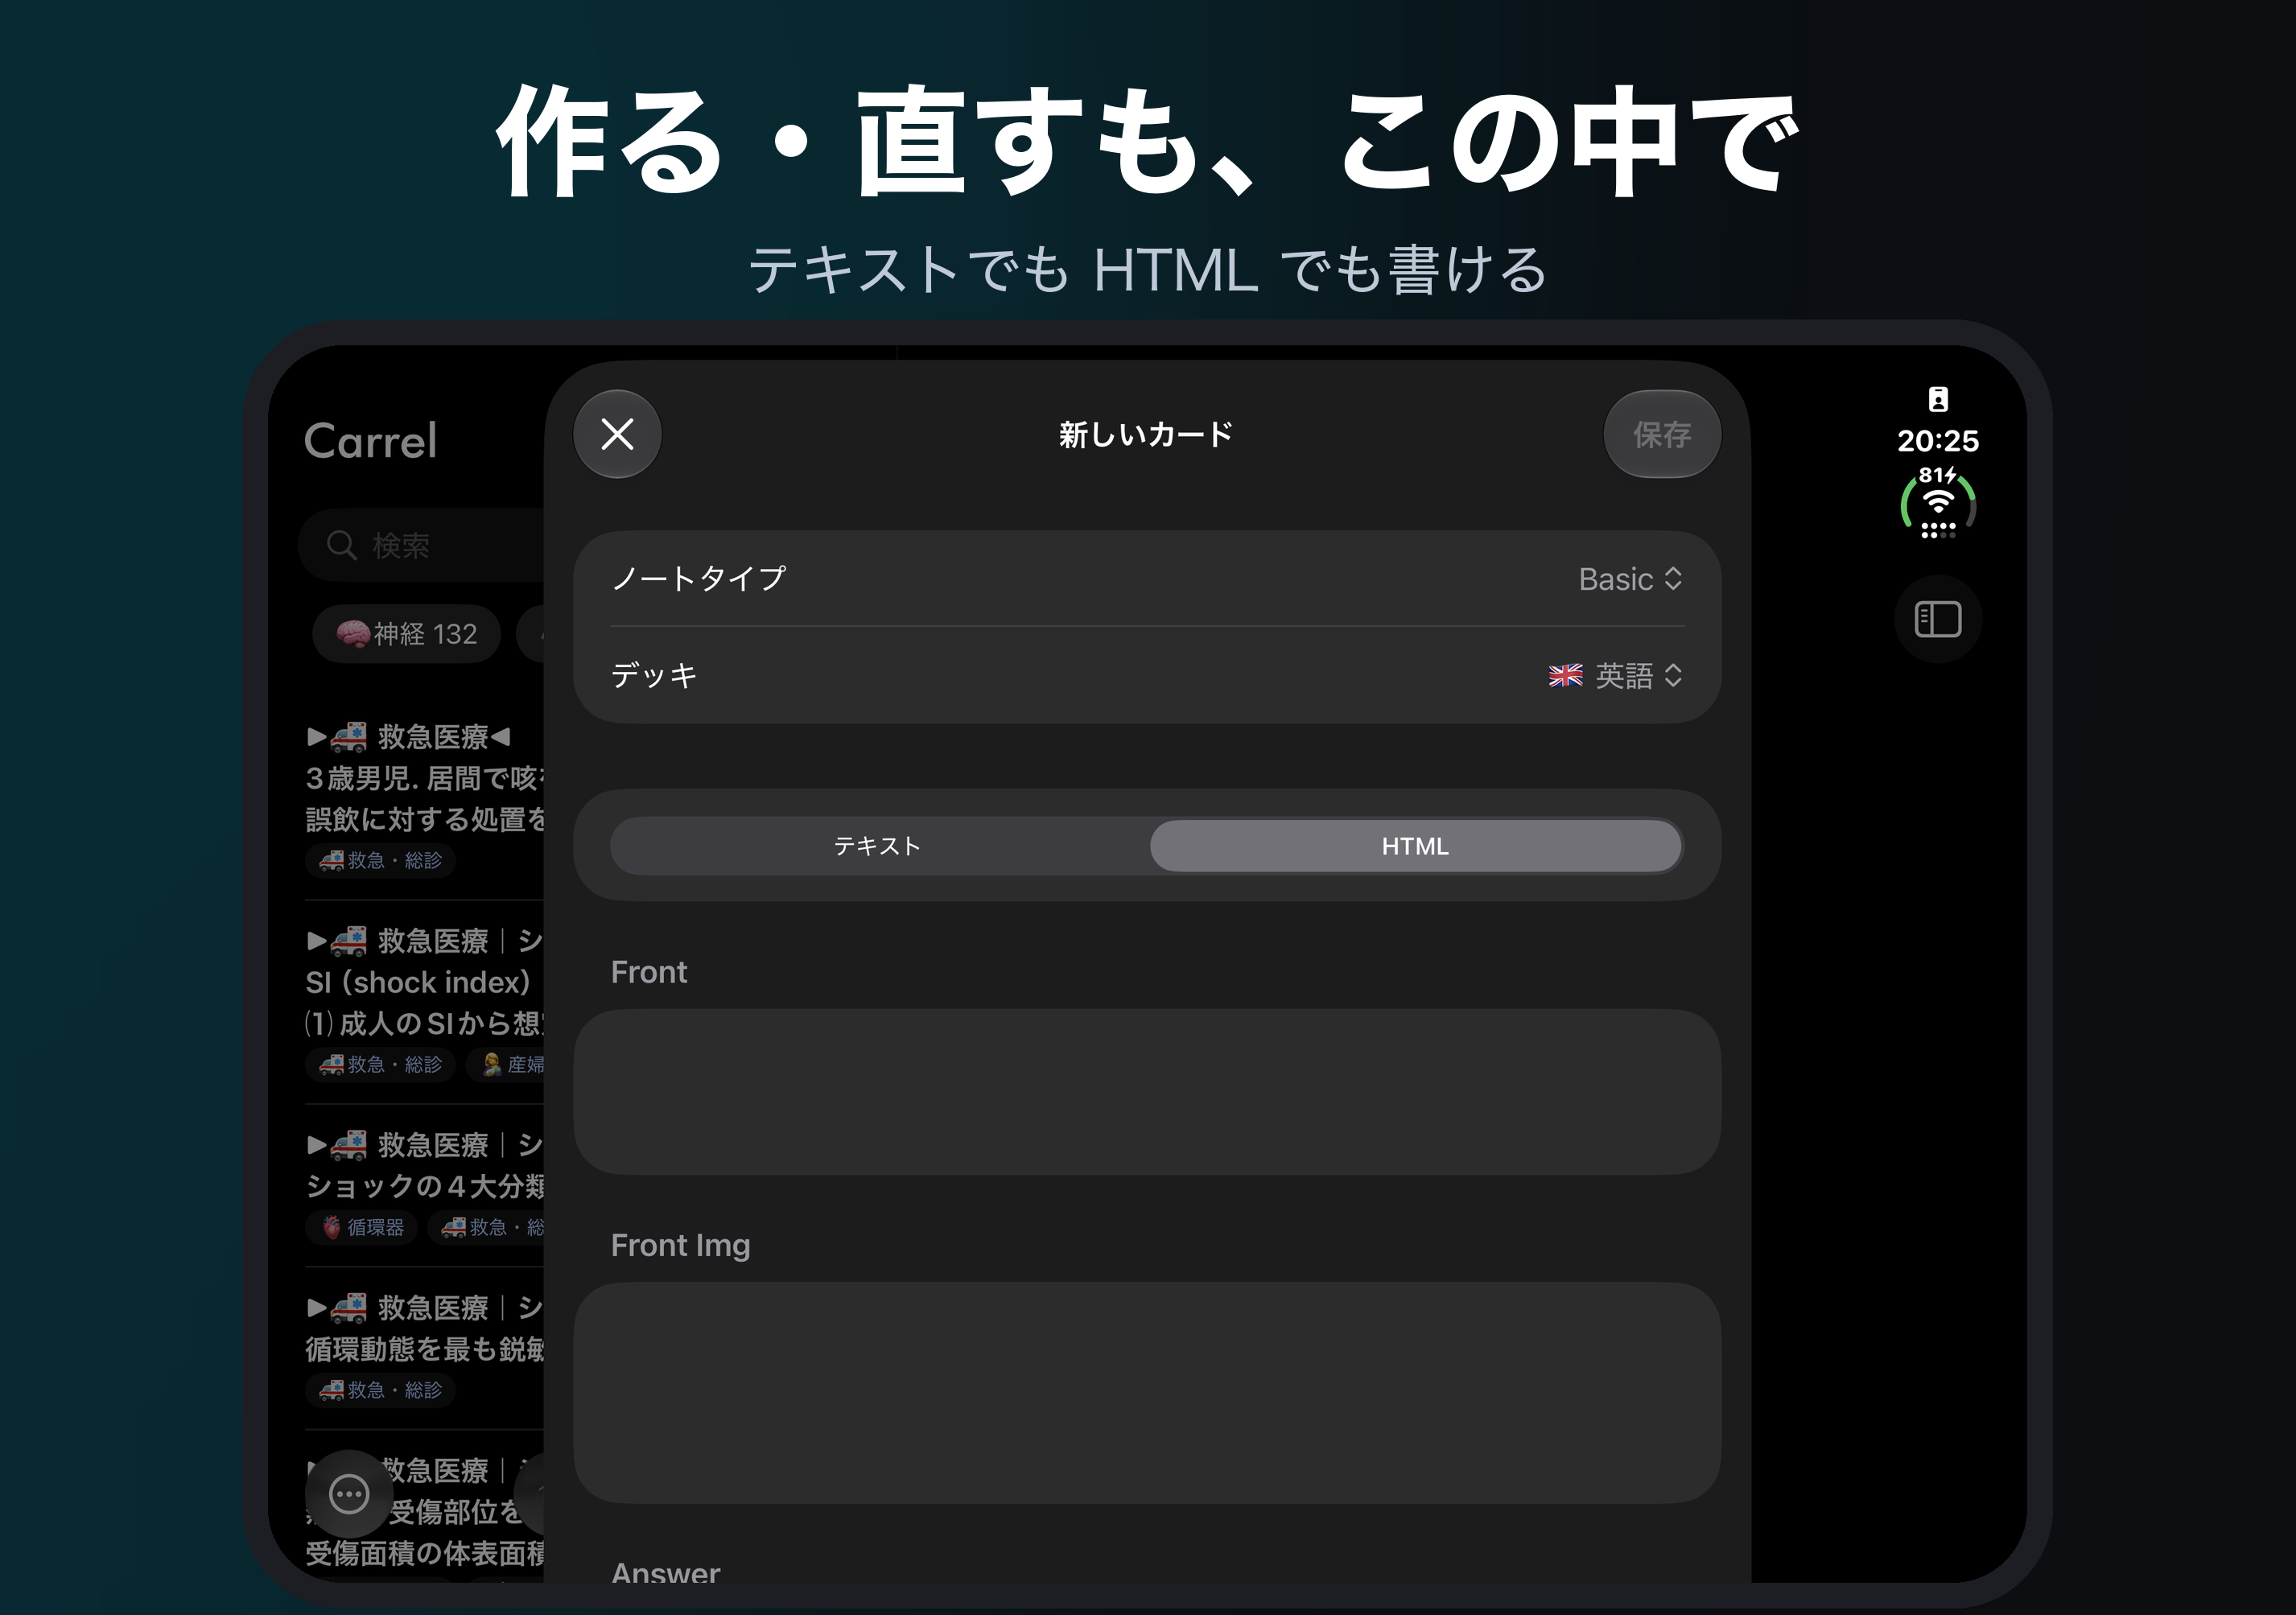 作る・直すも、この中で
テキストでも HTML でも書ける
Carrel
検索
🧠神経 132
▶🚑 救急医療◀
3歳男児. 居間で咳
誤飲に対する処置を
🚑救急・総診
▶🚑 救急医療｜シ
SI (shock index)
(1) 成人のSIから想
🚑救急・総診
産婦
▶🚑 救急医療｜シ
ショックの4大分類
🫀循環器
🚑救急・総
▶🚑 救急医療｜シ
循環動態を最も鋭敏
🚑救急・総診
救急医療｜
受傷部位を
受傷面積の体表面積
新しいカード
保存
ノートタイプ
Basic
デッキ
🇬🇧 英語
テキスト
HTML
Front
Front Img
Answer
20:25
81